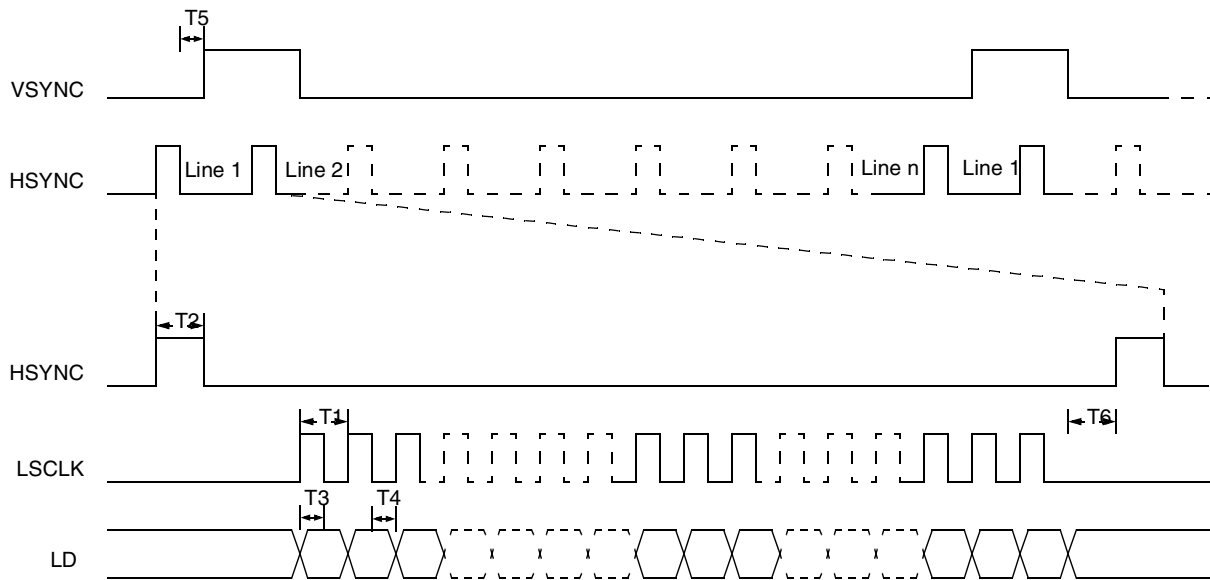 T5
VSYNC
HSYNC
Line 1
Line 2
Line n
Line 1
T2
HSYNC
T1
T6
LSCLK
T3
T4
LD